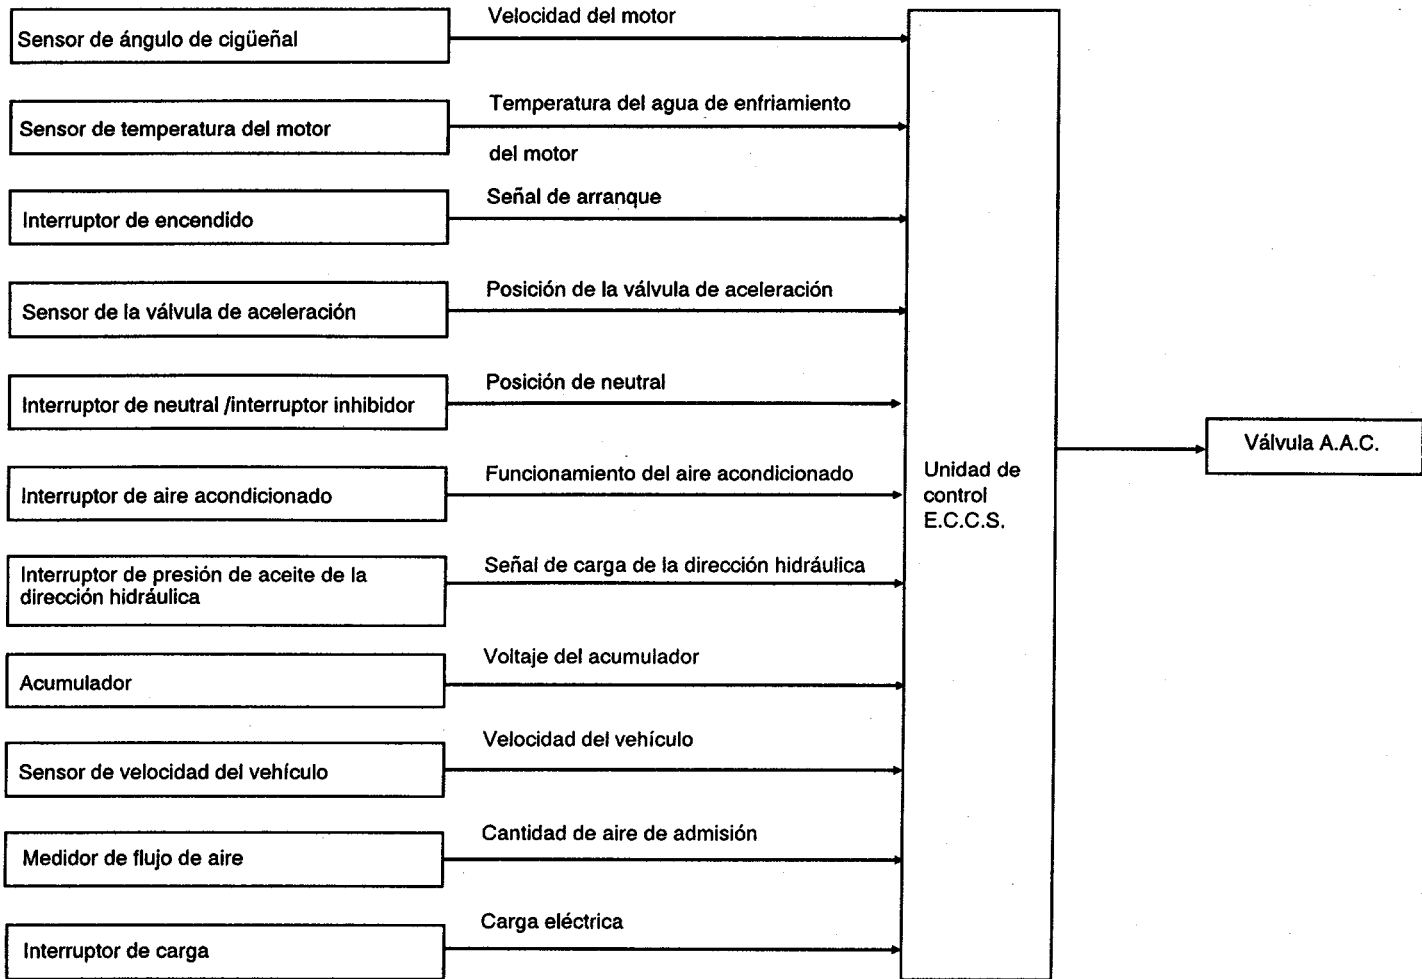 Velocidad del motor
Sensor de ángulo de cigüeñal
Temperatura del agua de enfriamiento
Sensor de temperatura del motor
del motor
Señal de arranque
Interruptor de encendido
Posición de la válvula de aceleración
Sensor de la válvula de aceleración
Posición de neutral
Interruptor de neutral /interruptor inhibidor
Funcionamiento del aire acondicionado
Interruptor de aire acondicionado
Señal de carga de la dirección hidráulica
Interruptor de presión de aceite de la
dirección hidráulica
Voltaje del acumulador
Acumulador
Velocidad del vehículo
Sensor de velocidad del vehículo
Cantidad de aire de admisión
Medidor de flujo de aire
Carga eléctrica
Interruptor de carga
Unidad de
control
E.C.C.S.
Válvula A.A.C.